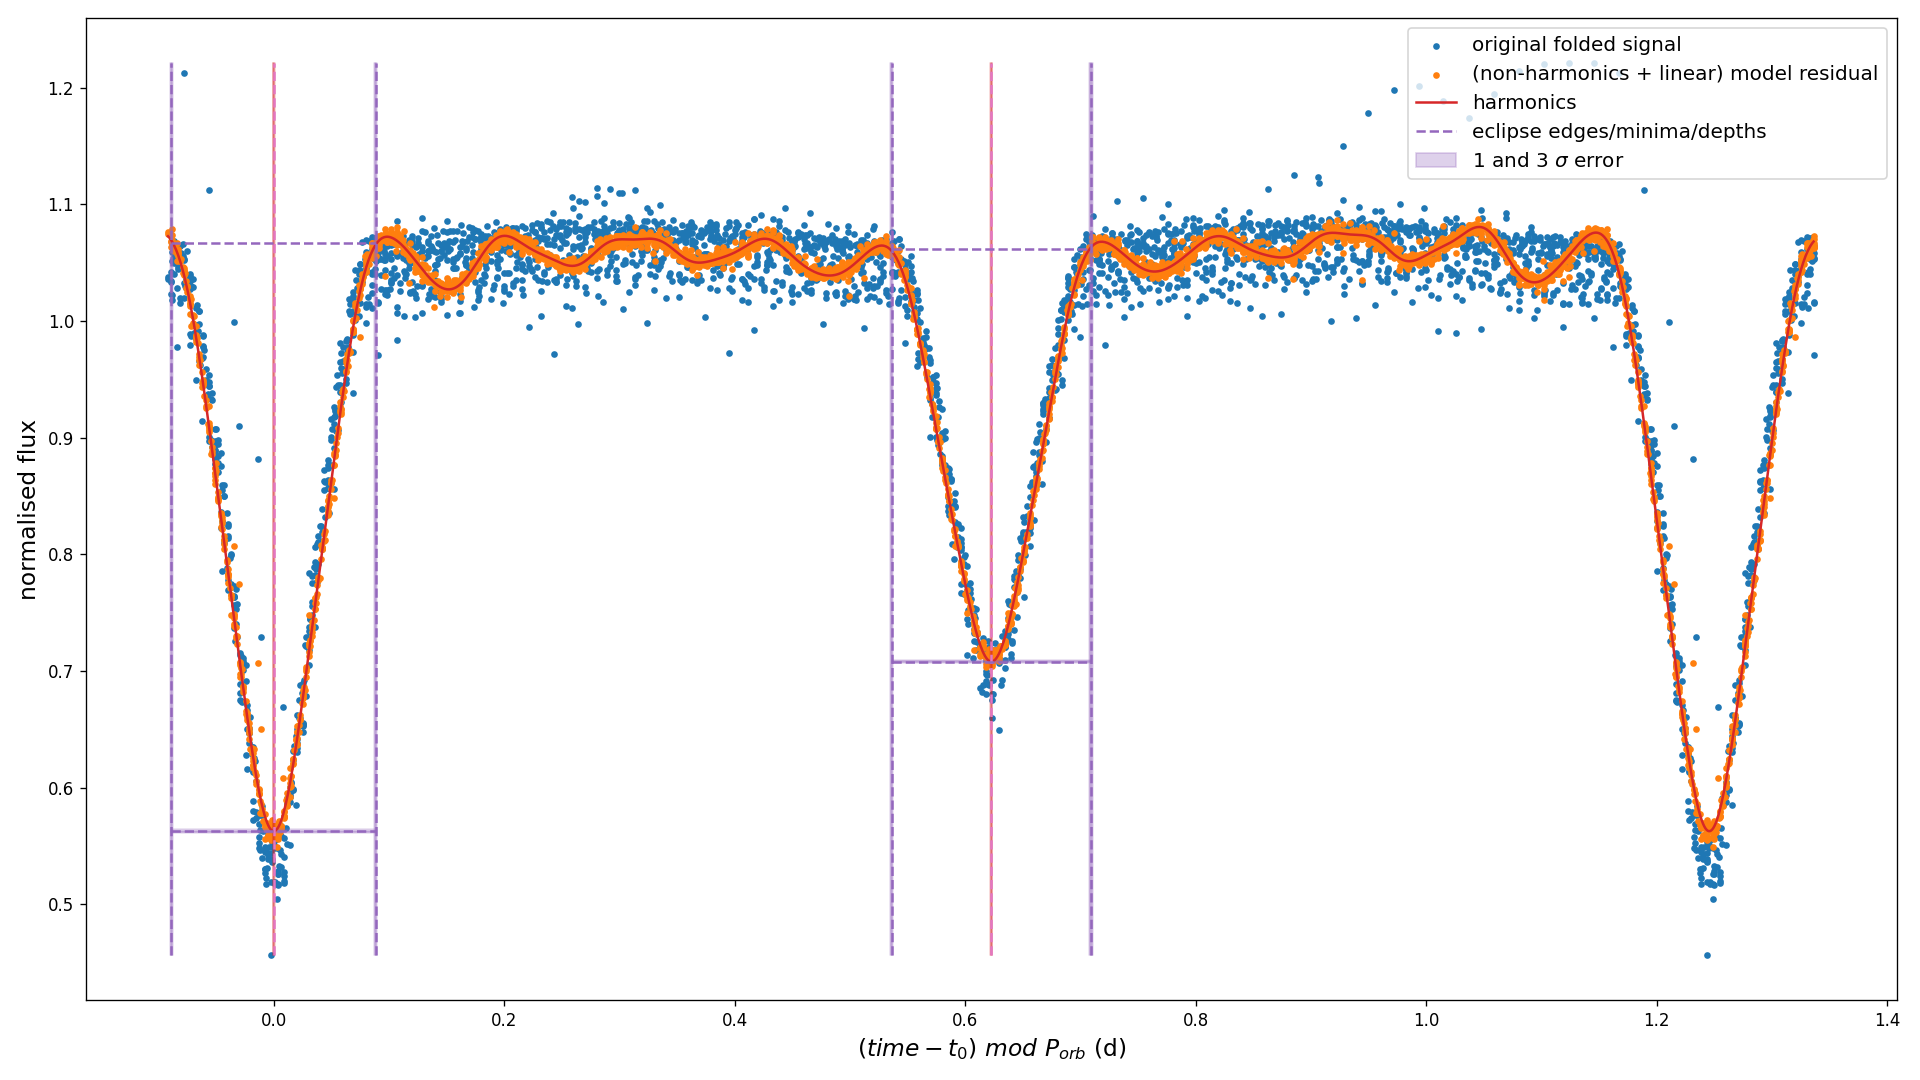 original folded signal
(non-harmonics + linear) model residual
harmonics
eclipse edges/minima/depths
1 and 3 σ error
normalised flux
1.2
1.1
1.0
0.9
0.8
0.7
0.6
0.5
0.0 0.2 0.4 0.6 0.8 1.0 1.2 1.4
(time − t₀) mod Pₒᵣᵦ (d)